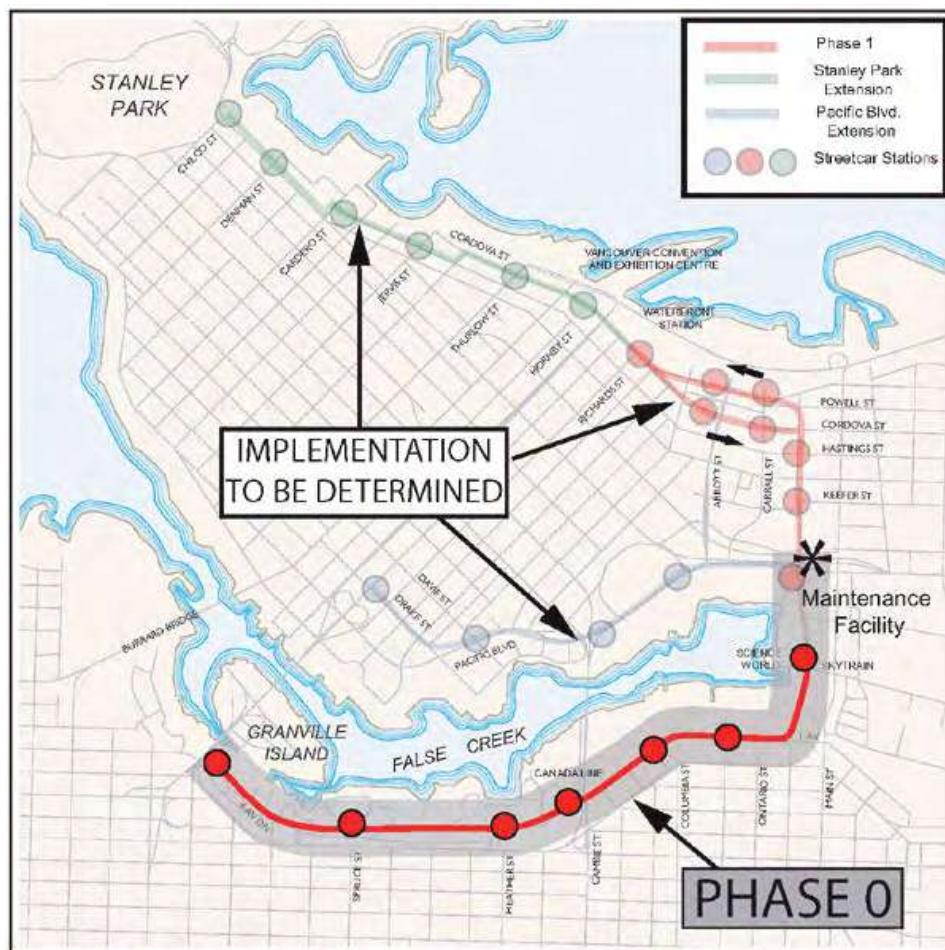 Phase 1
Stanley Park
Extension
Pacific Blvd.
Extension
Streetcar Stations
STANLEY
PARK
CHILCO ST
DENMAN ST
CARDERO ST
JERVIS ST
CORDOVA ST
THURLOW ST
HORNBY ST
VANCOUVER CONVENTION
AND EXHIBITION CENTRE
WATERFRONT
STATION
RICHARDS ST
POWELL ST
CORDOVA ST
HASTINGS ST
ABBOTT ST
CARRALL ST
KEEFER ST
IMPLEMENTATION
TO BE DETERMINED
Maintenance
Facility
DAVIE ST
DRAKE ST
PACIFIC BLVD
BURRARD BRIDGE
SCIENCE
WORLD
SKYTRAIN
GRANVILLE
ISLAND
FALSE CREEK
CANADA LINE
COLUMBIA ST
ONTARIO ST
MAIN ST
SPRUCE ST
HEATHER ST
CAMBIE ST
PHASE 0